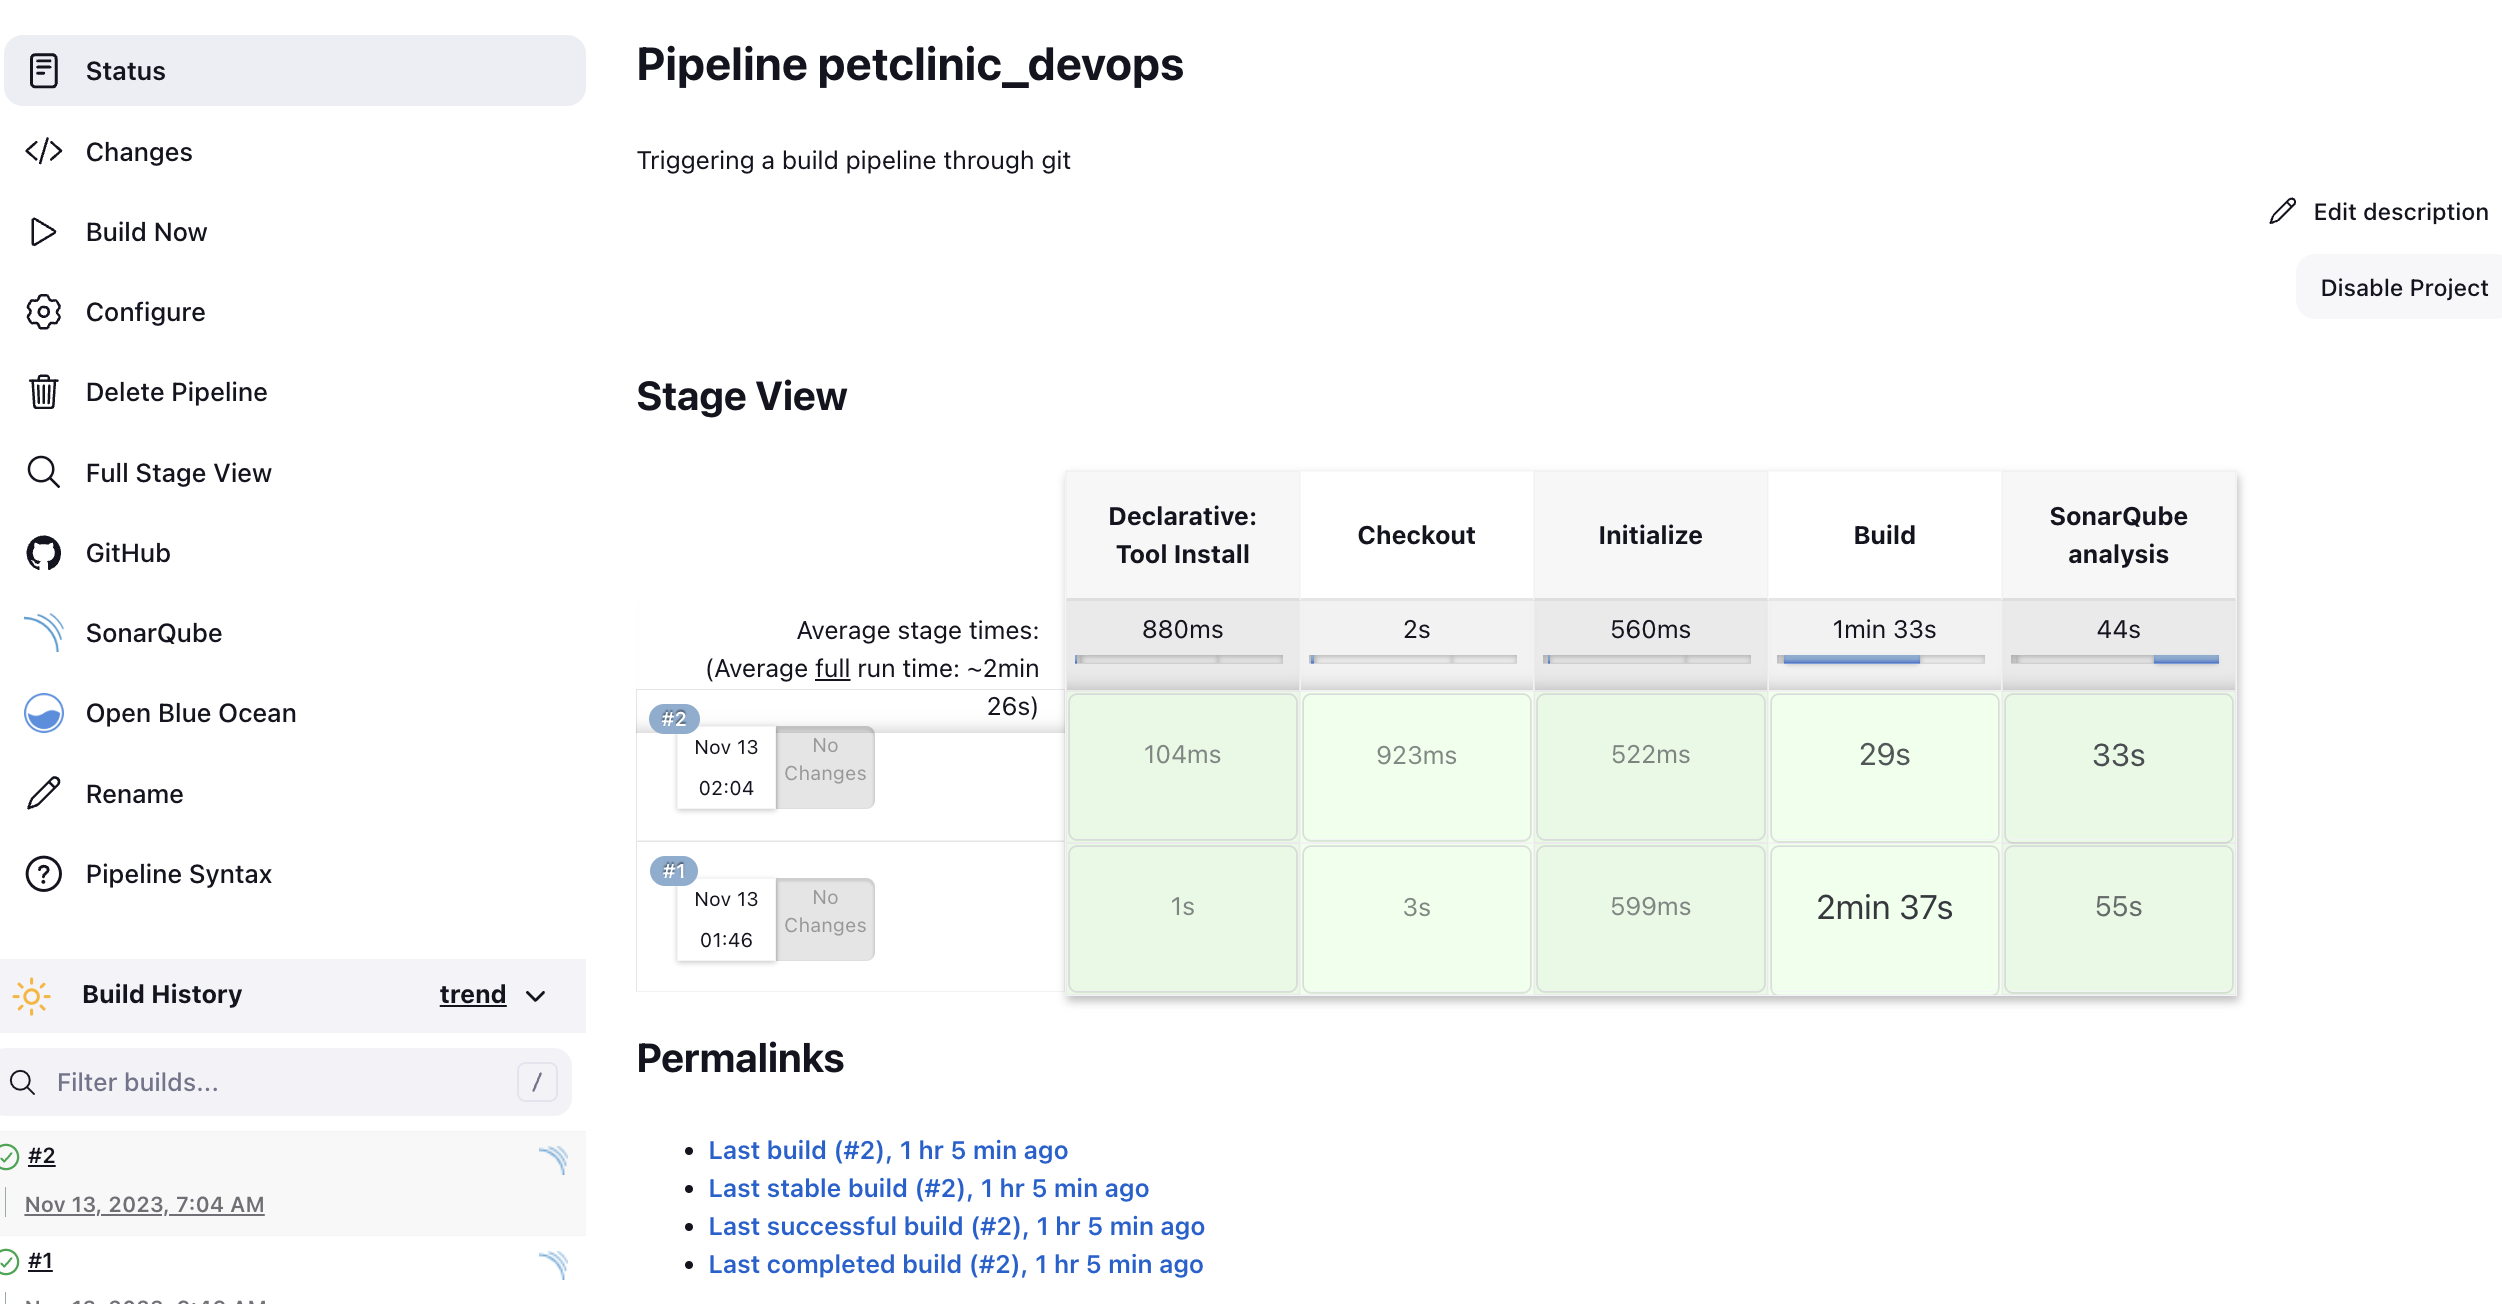 Status
Changes
Build Now
Configure
Delete Pipeline
Full Stage View
GitHub
SonarQube
Open Blue Ocean
Rename
Pipeline Syntax
Build History
trend
Filter builds...
/
#2
Nov 13, 2023, 7:04 AM
#1
Pipeline petclinic_devops
Triggering a build pipeline through git
Edit description
Disable Project
Stage View
Declarative:
Tool Install
Checkout
Initialize
Build
SonarQube
analysis
Average stage times:
(Average full run time: ~2min
26s)
880ms
2s
560ms
1min 33s
44s
#2
Nov 13
02:04
No
Changes
104ms
923ms
522ms
29s
33s
#1
Nov 13
01:46
No
Changes
1s
3s
599ms
2min 37s
55s
Permalinks
Last build (#2), 1 hr 5 min ago
Last stable build (#2), 1 hr 5 min ago
Last successful build (#2), 1 hr 5 min ago
Last completed build (#2), 1 hr 5 min ago